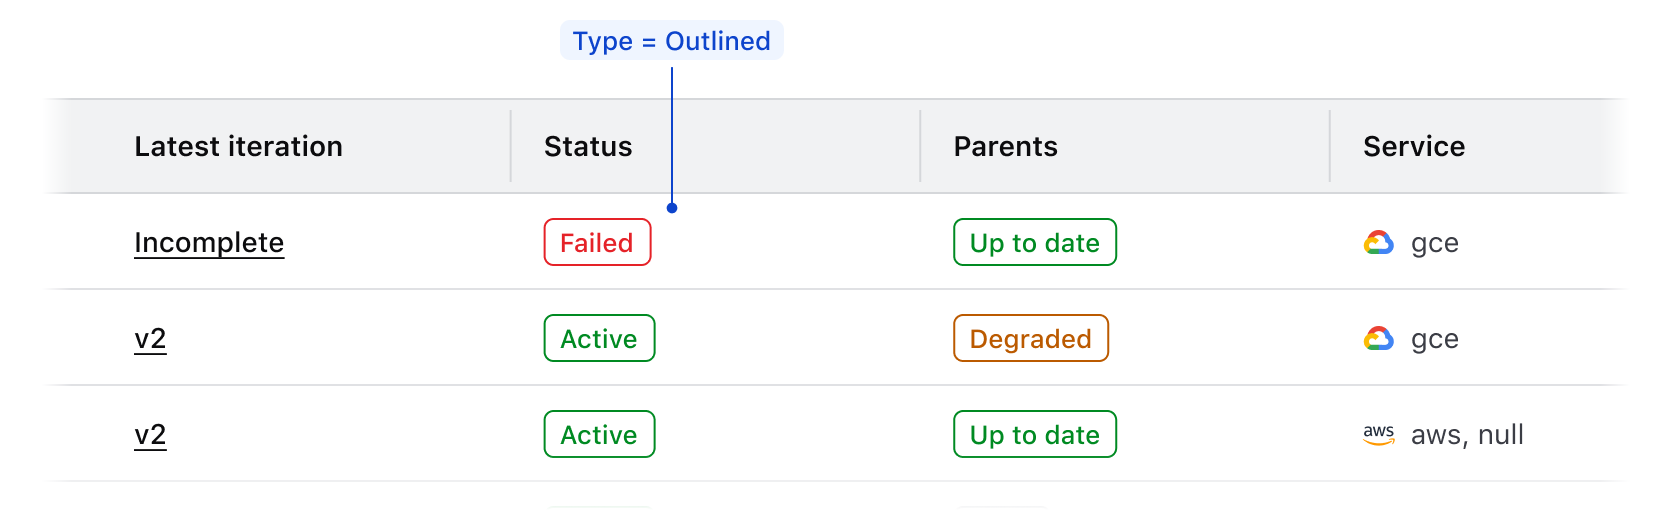 Type = Outlined
Latest iteration Status Parents Service
Incomplete Failed Up to date gce
v2 Active Degraded gce
v2 Active Up to date aws aws, null